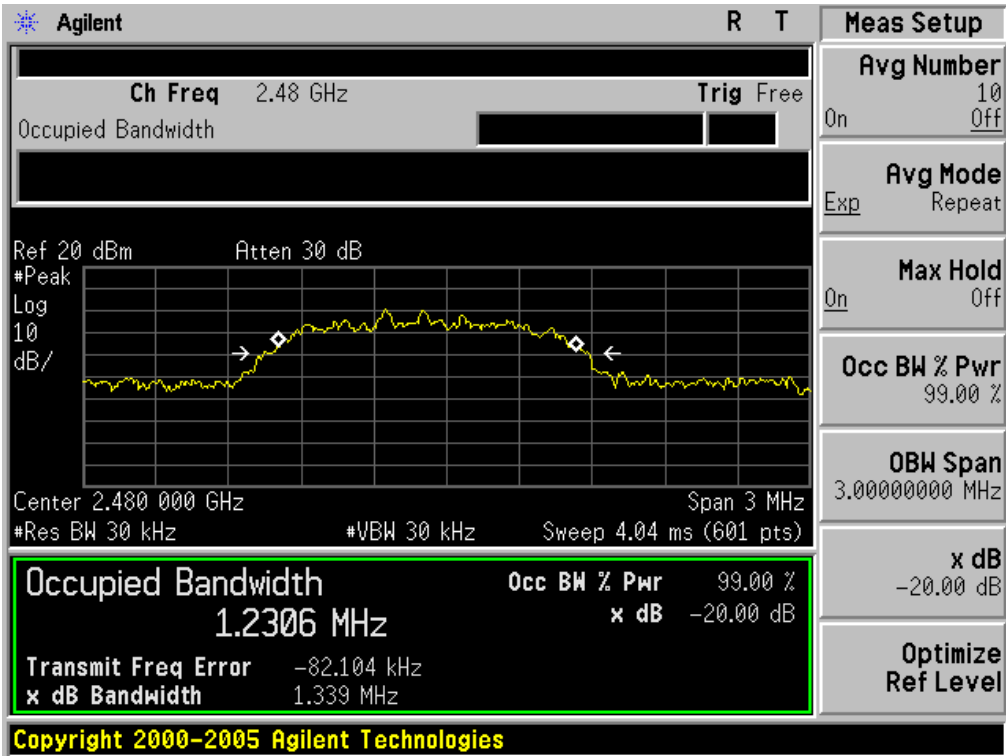 Agilent R T
Ch Freq 2.48 GHz Trig Free
Occupied Bandwidth
Ref 20 dBm Atten 30 dB
#Peak
Log
10
dB/
Center 2.480 000 GHz Span 3 MHz
#Res BW 30 kHz #VBW 30 kHz Sweep 4.04 ms (601 pts)
Occupied Bandwidth Occ BW % Pwr 99.00 %
1.2306 MHz x dB -20.00 dB
Transmit Freq Error -82.104 kHz
x dB Bandwidth 1.339 MHz
Copyright 2000-2005 Agilent Technologies
Meas Setup
Avg Number
10
On Off
Avg Mode
Exp Repeat
Max Hold
On Off
Occ BW % Pwr
99.00 %
OBW Span
3.00000000 MHz
x dB
-20.00 dB
Optimize
Ref Level